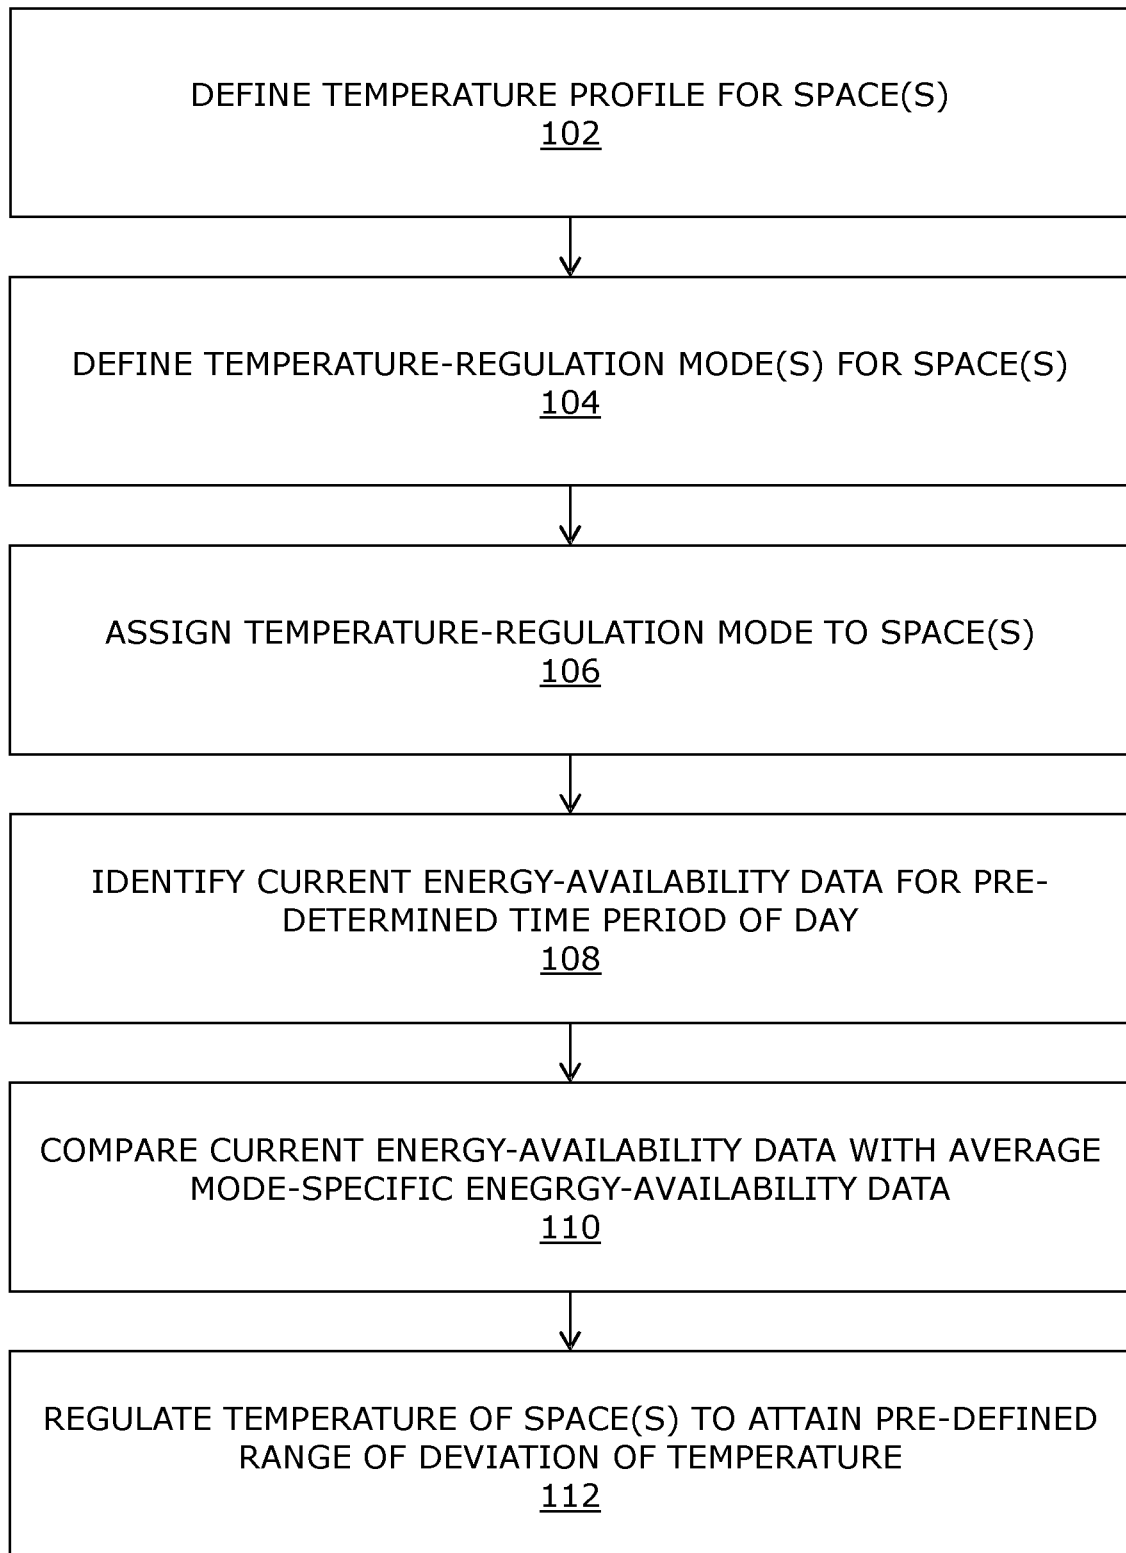 DEFINE TEMPERATURE PROFILE FOR SPACE(S)
102
DEFINE TEMPERATURE-REGULATION MODE(S) FOR SPACE(S)
104
ASSIGN TEMPERATURE-REGULATION MODE TO SPACE(S)
106
IDENTIFY CURRENT ENERGY-AVAILABILITY DATA FOR PRE-
DETERMINED TIME PERIOD OF DAY
108
COMPARE CURRENT ENERGY-AVAILABILITY DATA WITH AVERAGE
MODE-SPECIFIC ENEGRGY-AVAILABILITY DATA
110
REGULATE TEMPERATURE OF SPACE(S) TO ATTAIN PRE-DEFINED
RANGE OF DEVIATION OF TEMPERATURE
112